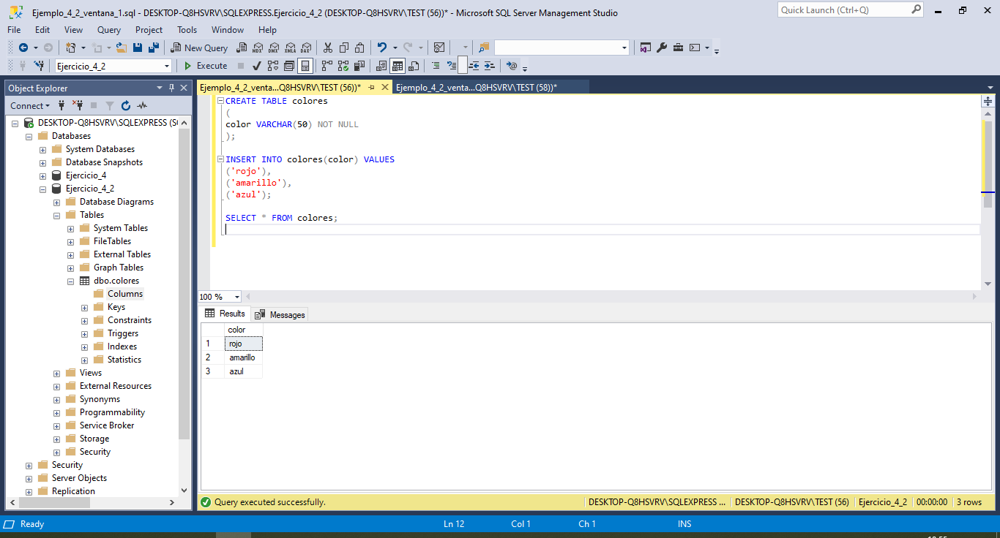 Ejemplo_4_2_ventana_1.sql - DESKTOP-Q8HSVRV\SQLEXPRESS.Ejercicio_4_2 (DESKTOP-Q8HSVRV\TEST (56))* - Microsoft SQL Server Management Studio
Quick Launch (Ctrl+Q)
File Edit View Query Project Tools Window Help
New Query MDX DMX XMLA DAX
Ejercicio_4_2 Execute
Object Explorer
Ejemplo_4_2_venta...Q8HSVRV\TEST (56))* Ejemplo_4_2_venta...Q8HSVRV\TEST (58))*
Connect
DESKTOP-Q8HSVRV\SQLEXPRESS (S
Databases
System Databases
Database Snapshots
Ejercicio_4
Ejercicio_4_2
Database Diagrams
Tables
System Tables
FileTables
External Tables
Graph Tables
dbo.colores
Columns
Keys
Constraints
Triggers
Indexes
Statistics
Views
External Resources
Synonyms
Programmability
Service Broker
Storage
Security
Security
Server Objects
Replication
CREATE TABLE colores
(
color VARCHAR(50) NOT NULL
);
INSERT INTO colores(color) VALUES
('rojo'),
('amarillo'),
('azul');
SELECT * FROM colores;
100 %
Results Messages
color
1 rojo
2 amarillo
3 azul
Query executed successfully. DESKTOP-Q8HSVRV\SQLEXPRESS ... DESKTOP-Q8HSVRV\TEST (56) Ejercicio_4_2 00:00:00 3 rows
Ready Ln 12 Col 1 Ch 1 INS